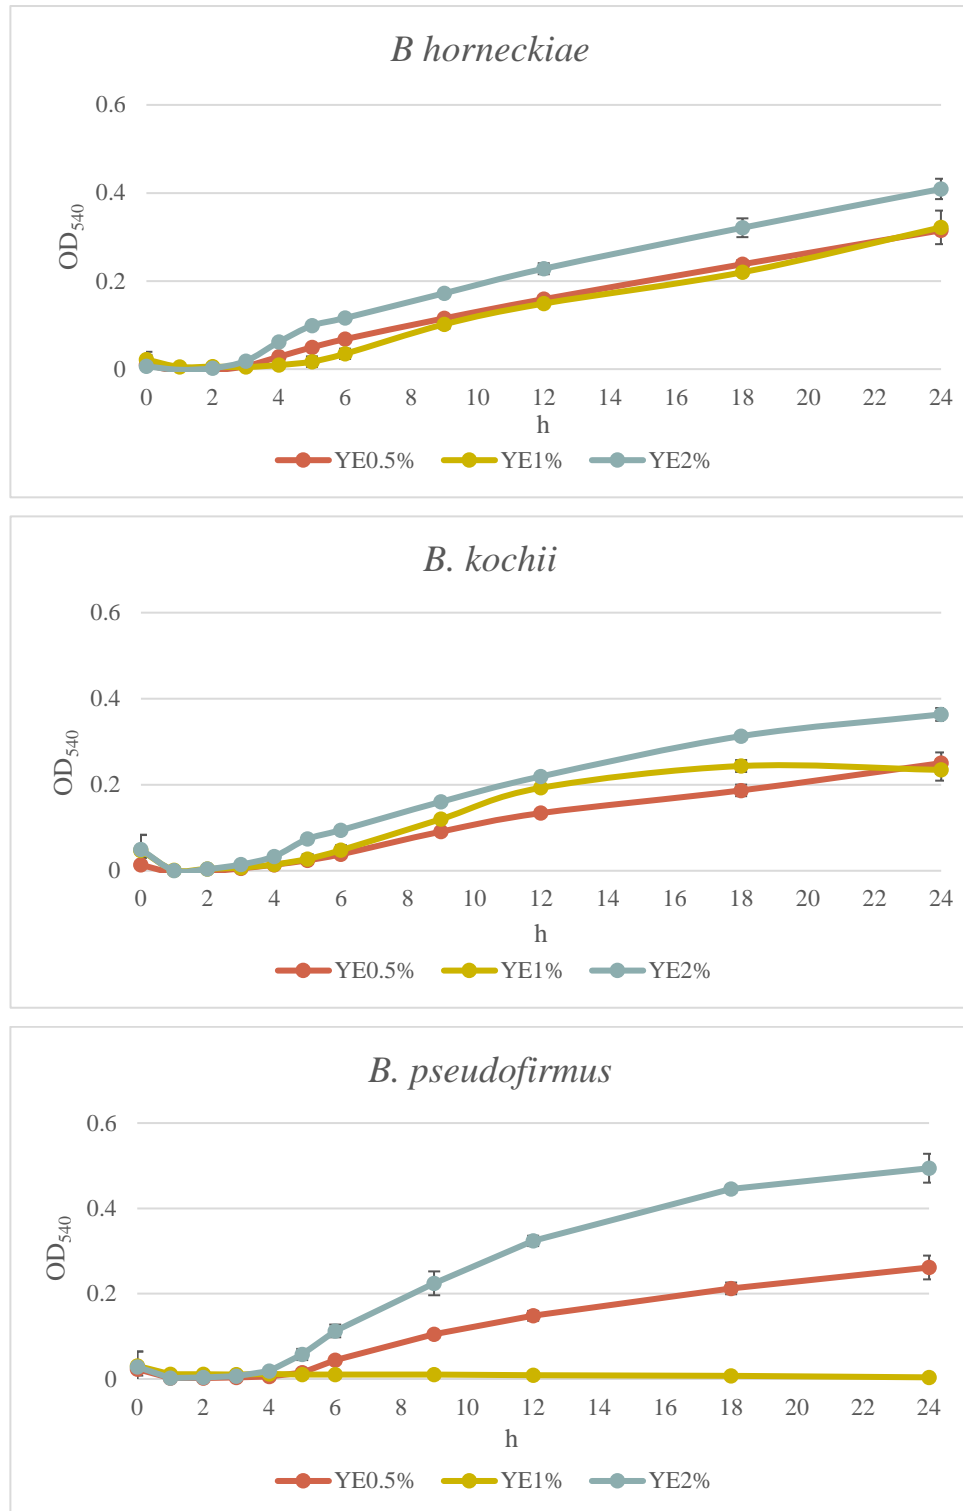 B horneckiae
0.6
0.4
0.2
0
OD540
0 2 4 6 8 10 12 14 16 18 20 22 24
h
YE0.5% YE1% YE2%
B. kochii
0.6
0.4
0.2
0
OD540
0 2 4 6 8 10 12 14 16 18 20 22 24
h
YE0.5% YE1% YE2%
B. pseudofirmus
0.6
0.4
0.2
0
OD540
0 2 4 6 8 10 12 14 16 18 20 22 24
h
YE0.5% YE1% YE2%